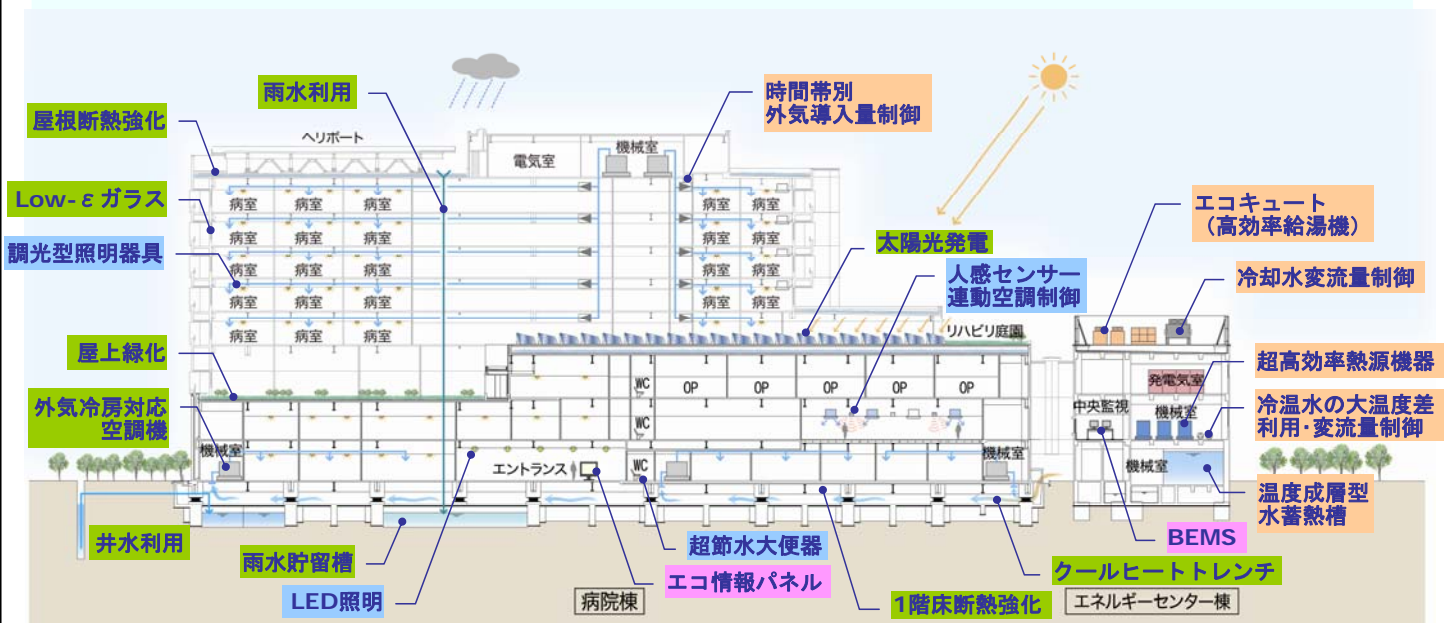 雨水利用
時間帯別
外気導入量制御
屋根断熱強化
ヘリポート
電気室
機械室
Low-εガラス
病室 病室 病室 病室 病室
エコキュート
（高効率給湯機）
病室 病室 病室 病室 病室
太陽光発電
調光型照明器具
病室 病室 病室 病室 病室
人感センサー
連動空調制御
冷却水変流量制御
病室 病室 病室 病室 病室
病室 病室 病室 病室 病室
リハビリ庭園
屋上緑化
超高効率熱源機器
WC OP OP OP OP OP
発電気室
外気冷房対応
空調機
中央監視
機械室
冷温水の大温度差
利用･変流量制御
WC
機械室
エントランス
WC
機械室
機械室
温度成層型
水蓄熱槽
井水利用
雨水貯留槽
超節水大便器
BEMS
エコ情報パネル
クールヒートトレンチ
LED照明
病院棟
1階床断熱強化
エネルギーセンター棟